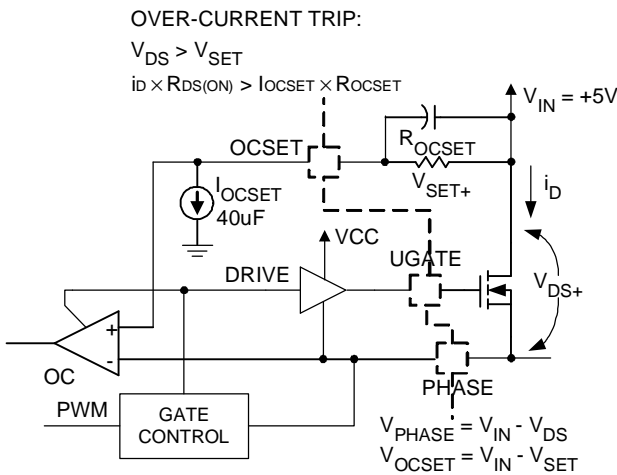 OVER-CURRENT TRIP:
VDS > VSET
iD × RDS(ON) > IOCSET × ROCSET
VIN = +5V
ROCSET
OCSET
VSET+
iD
IOCSET
40uF
VCC
UGATE
DRIVE
VDS+
+
-
OC
PHASE
PWM
GATE
CONTROL
VPHASE = VIN - VDS
VOCSET = VIN - VSET